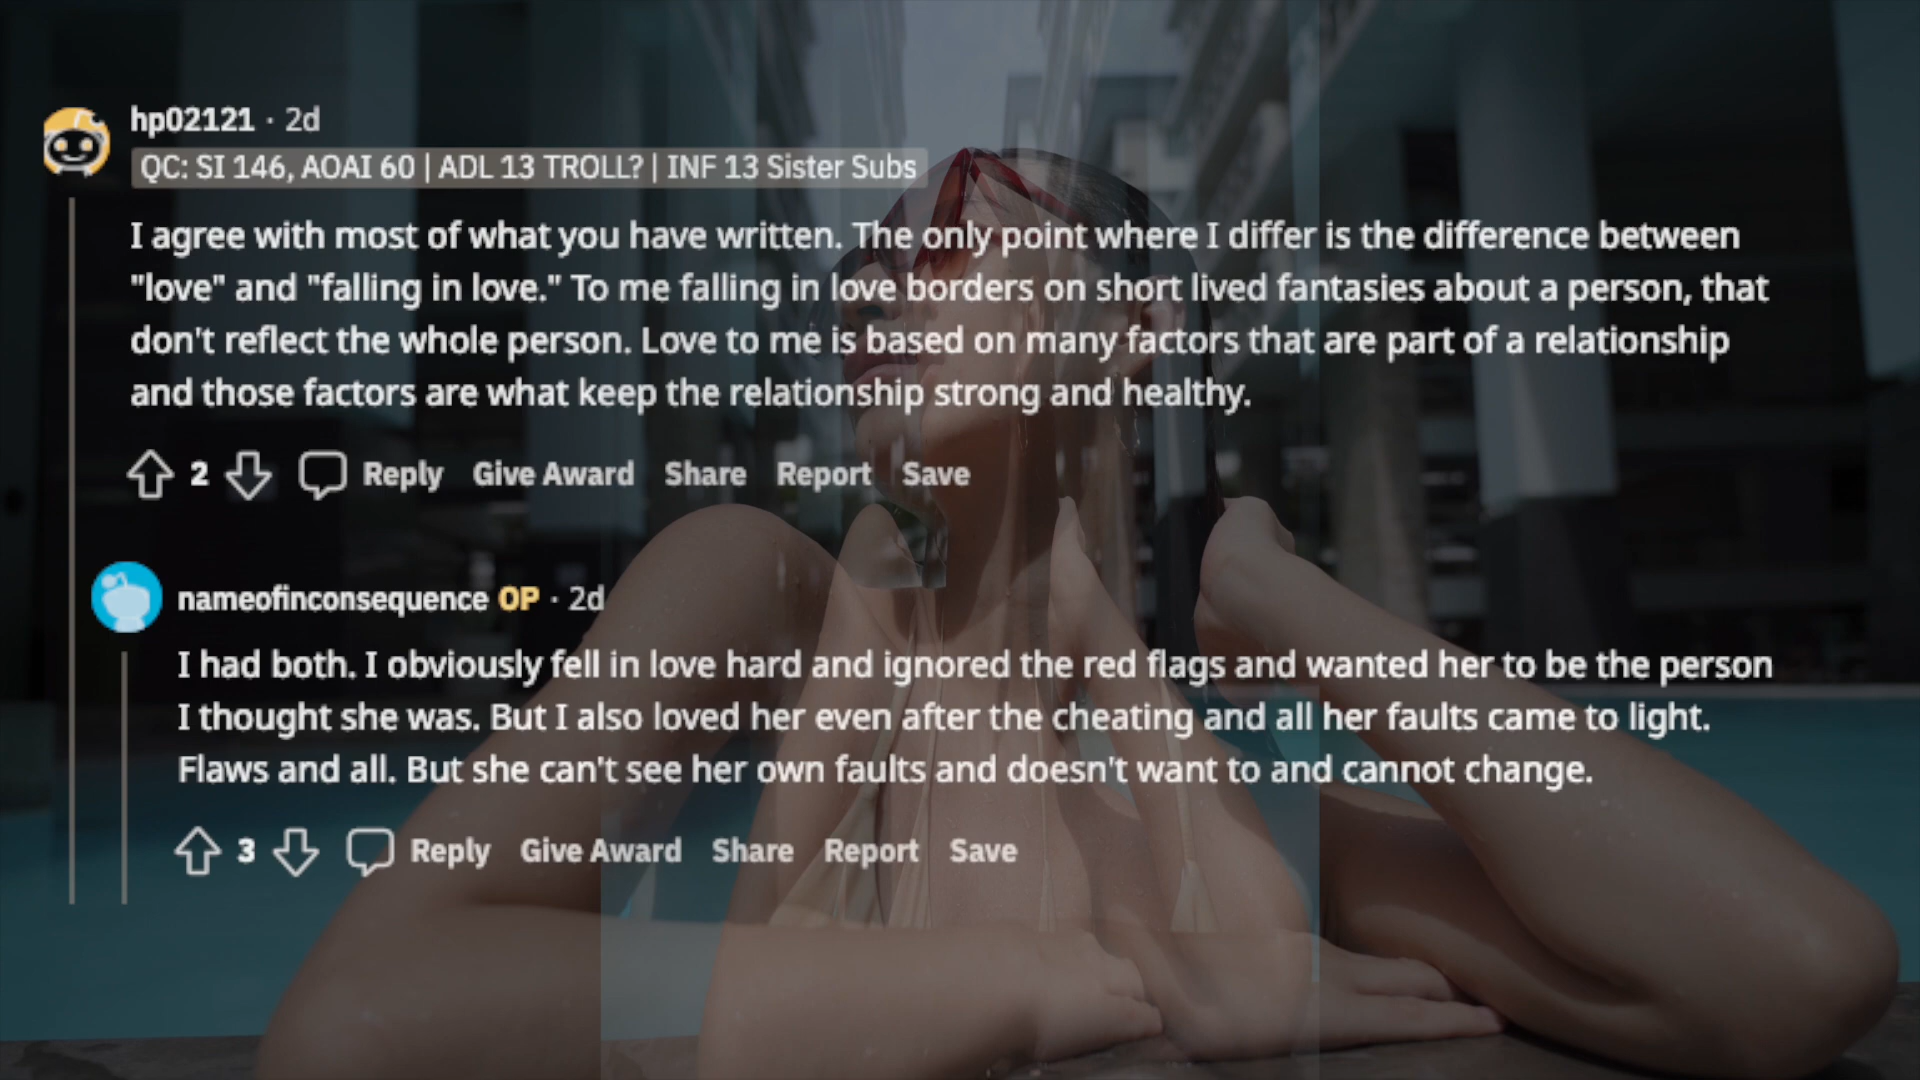 hp02121 · 2d
QC: SI 146, AOAI 60 | ADL 13 TROLL? | INF 13 Sister Subs
I agree with most of what you have written. The only point where I differ is the difference between
"love" and "falling in love." To me falling in love borders on short lived fantasies about a person, that
don't reflect the whole person. Love to me is based on many factors that are part of a relationship
and those factors are what keep the relationship strong and healthy.
2 Reply Give Award Share Report Save
nameofinconsequence OP · 2d
I had both. I obviously fell in love hard and ignored the red flags and wanted her to be the person
I thought she was. But I also loved her even after the cheating and all her faults came to light.
Flaws and all. But she can't see her own faults and doesn't want to and cannot change.
3 Reply Give Award Share Report Save